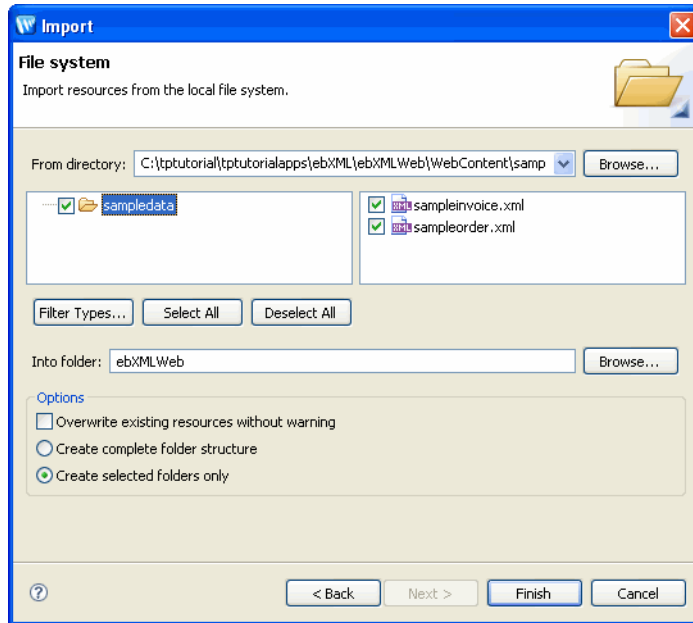 Import
File system
Import resources from the local file system.
From directory: C:\tptutorial\tptutorialapps\ebXML\ebXMLWeb\WebContent\samp Browse...
sampledata
XML sampleinvoice.xml
XML sampleorder.xml
Filter Types... Select All Deselect All
Into folder: ebXMLWeb Browse...
Options
Overwrite existing resources without warning
Create complete folder structure
Create selected folders only
? < Back Next > Finish Cancel